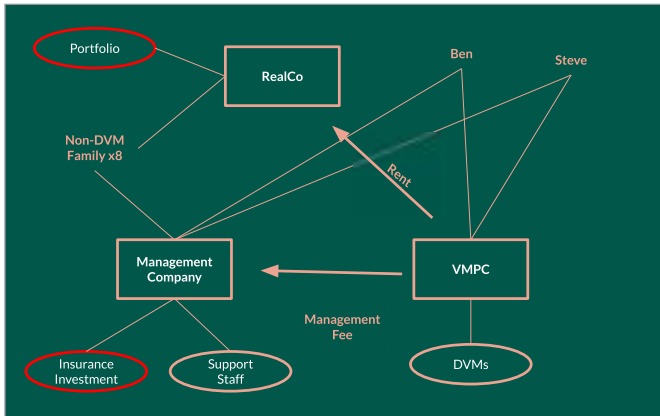 Portfolio
RealCo
Ben
Steve
Non-DVM
Family x8
Rent
Management
Company
VMPC
Management
Fee
Insurance
Investment
Support
Staff
DVMs